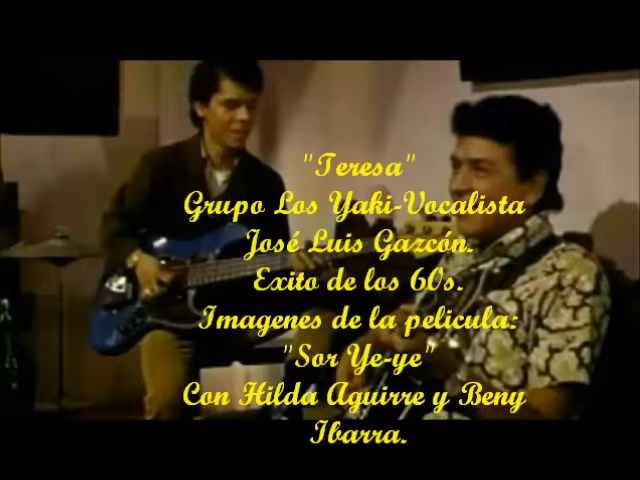 "Teresa"
Grupo Los Yaki-Vocalista
José Luis Gazcón.
Exito de los 60s.
Imagenes de la pelicula:
"Sor Ye-ye"
Con Hilda Aguirre y Beny
Ibarra.